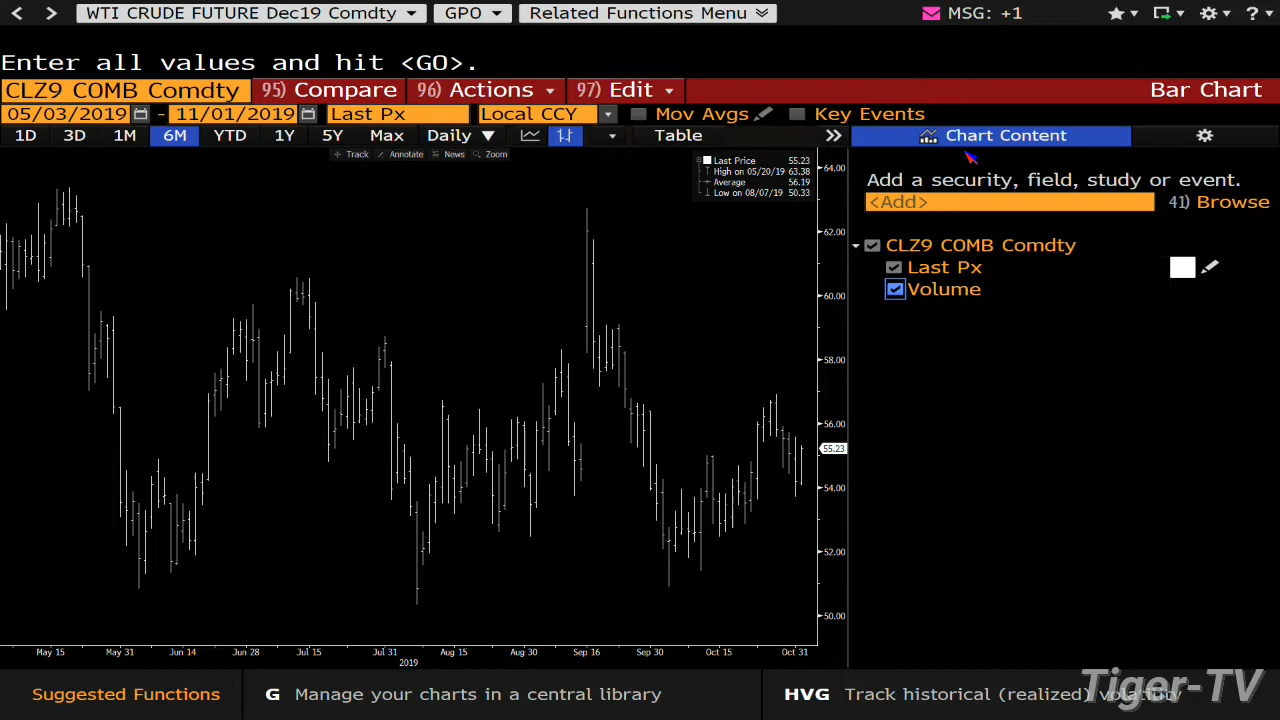 WTI CRUDE FUTURE Dec19 Comdty GPO Related Functions Menu MSG: +1 ?
Enter all values and hit <GO>.
CLZ9 COMB Comdty 95) Compare 96) Actions 97) Edit Bar Chart
05/03/2019 - 11/01/2019 Last Px Local CCY Mov Avgs Key Events
1D 3D 1M 6M YTD 1Y 5Y Max Daily Table Chart Content
Track Annotate News Zoom
Last Price 55.23
High on 05/20/19 63.38
Average 56.19
Low on 08/07/19 50.33
Add a security, field, study or event.
<Add> 41) Browse
CLZ9 COMB Comdty
Last Px
Volume
64.00
62.00
60.00
58.00
56.00
55.23
54.00
52.00
50.00
May 15 May 31 Jun 14 Jun 28 Jul 15 Jul 31 Aug 15 Aug 30 Sep 16 Sep 30 Oct 15 Oct 31
2019
Suggested Functions G Manage your charts in a central library HVG Track historical (realized) volatility
Tiger-TV